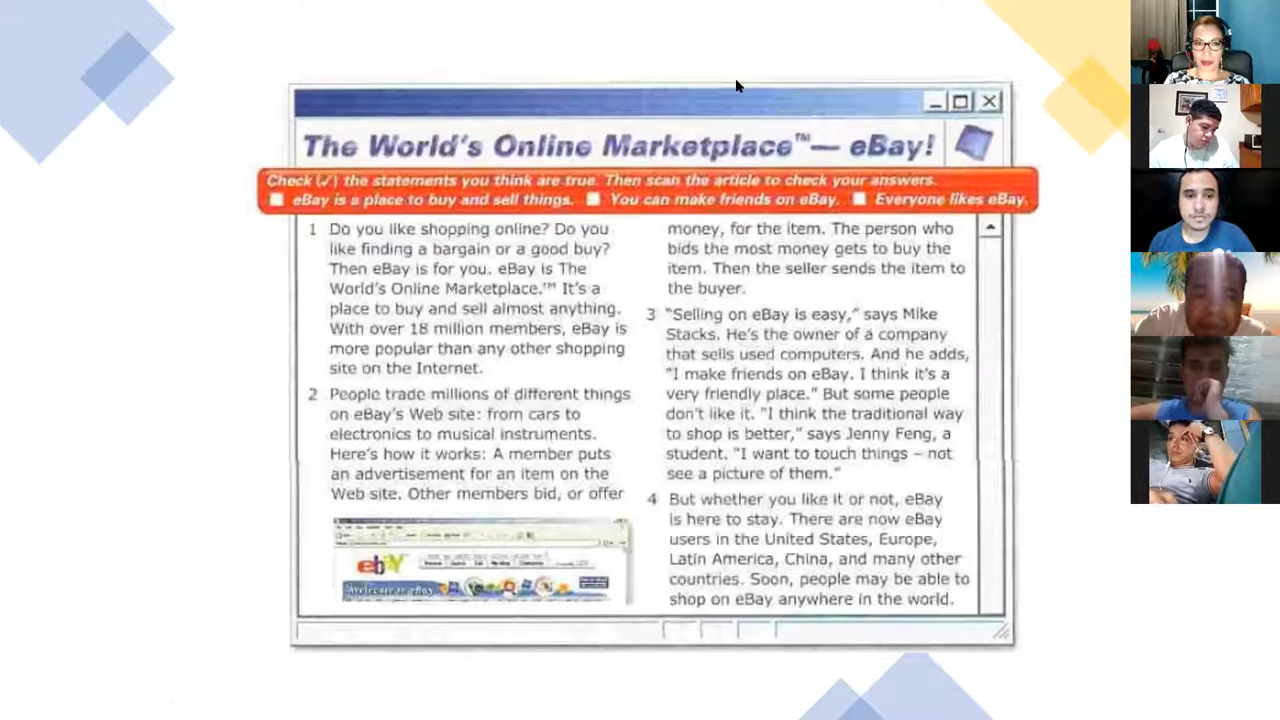 The World's Online Marketplace™— eBay!
Check (✓) the statements you think are true. Then scan the article to check your answers.
eBay is a place to buy and sell things.
You can make friends on eBay.
Everyone likes eBay.
1 Do you like shopping online? Do you
like finding a bargain or a good buy?
Then eBay is for you. eBay is The
World's Online Marketplace.™ It's a
place to buy and sell almost anything.
With over 18 million members, eBay is
more popular than any other shopping
site on the Internet.
2 People trade millions of different things
on eBay's Web site: from cars to
electronics to musical instruments.
Here's how it works: A member puts
an advertisement for an item on the
Web site. Other members bid, or offer
ebay
Welcome to eBay
money, for the item. The person who
bids the most money gets to buy the
item. Then the seller sends the item to
the buyer.
3 "Selling on eBay is easy," says Mike
Stacks. He's the owner of a company
that sells used computers. And he adds,
"I make friends on eBay. I think it's a
very friendly place." But some people
don't like it. "I think the traditional way
to shop is better," says Jenny Feng, a
student. "I want to touch things – not
see a picture of them."
4 But whether you like it or not, eBay
is here to stay. There are now eBay
users in the United States, Europe,
Latin America, China, and many other
countries. Soon, people may be able to
shop on eBay anywhere in the world.